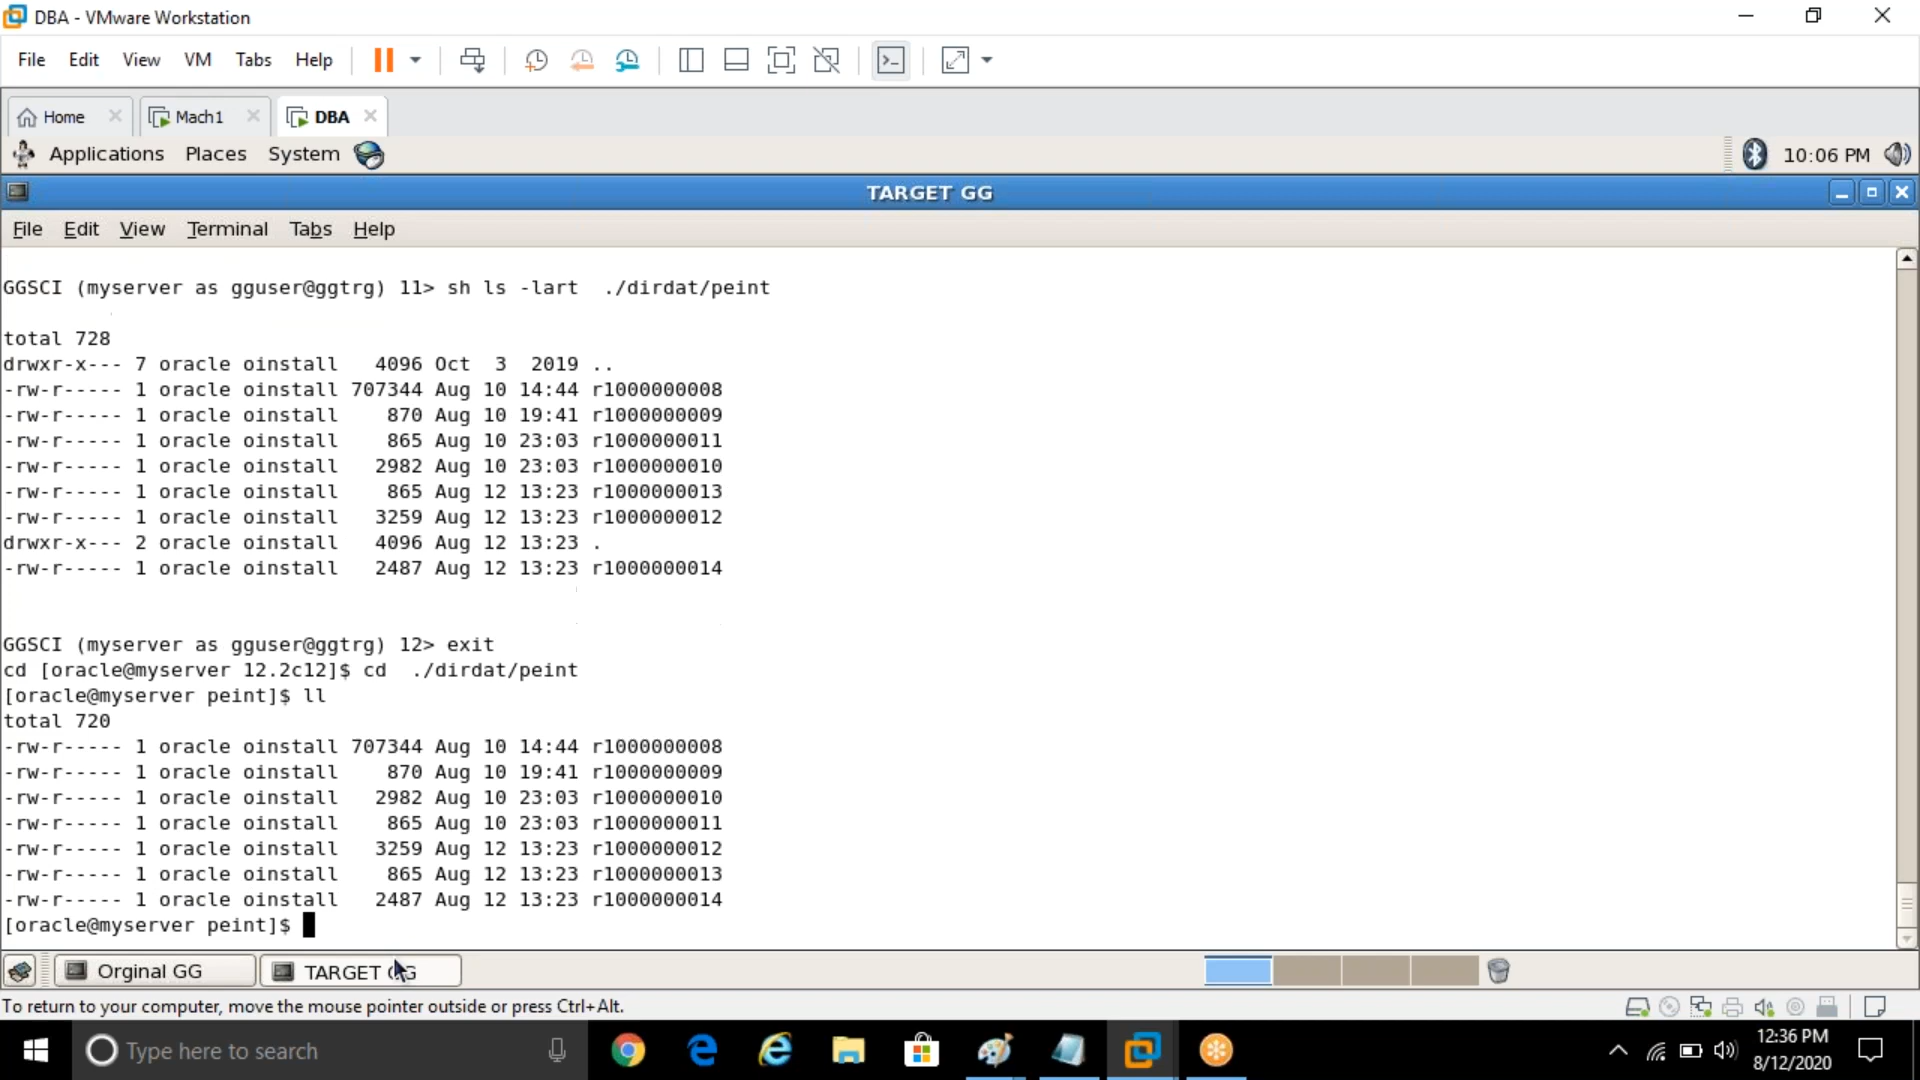 DBA - VMware Workstation
File Edit View VM Tabs Help
Home Mach1 DBA
Applications Places System 10:06 PM
TARGET GG
File Edit View Terminal Tabs Help
GGSCI (myserver as gguser@ggtrg) 11> sh ls -lart  ./dirdat/peint
total 728
drwxr-x--- 7 oracle oinstall   4096 Oct  3  2019 ..
-rw-r----- 1 oracle oinstall 707344 Aug 10 14:44 r1000000008
-rw-r----- 1 oracle oinstall    870 Aug 10 19:41 r1000000009
-rw-r----- 1 oracle oinstall    865 Aug 10 23:03 r1000000011
-rw-r----- 1 oracle oinstall   2982 Aug 10 23:03 r1000000010
-rw-r----- 1 oracle oinstall    865 Aug 12 13:23 r1000000013
-rw-r----- 1 oracle oinstall   3259 Aug 12 13:23 r1000000012
drwxr-x--- 2 oracle oinstall   4096 Aug 12 13:23 .
-rw-r----- 1 oracle oinstall   2487 Aug 12 13:23 r1000000014
GGSCI (myserver as gguser@ggtrg) 12> exit
cd [oracle@myserver 12.2c12]$ cd  ./dirdat/peint
[oracle@myserver peint]$ ll
total 720
-rw-r----- 1 oracle oinstall 707344 Aug 10 14:44 r1000000008
-rw-r----- 1 oracle oinstall    870 Aug 10 19:41 r1000000009
-rw-r----- 1 oracle oinstall   2982 Aug 10 23:03 r1000000010
-rw-r----- 1 oracle oinstall    865 Aug 10 23:03 r1000000011
-rw-r----- 1 oracle oinstall   3259 Aug 12 13:23 r1000000012
-rw-r----- 1 oracle oinstall    865 Aug 12 13:23 r1000000013
-rw-r----- 1 oracle oinstall   2487 Aug 12 13:23 r1000000014
[oracle@myserver peint]$
Orginal GG TARGET GG
To return to your computer, move the mouse pointer outside or press Ctrl+Alt.
Type here to search 12:36 PM
8/12/2020